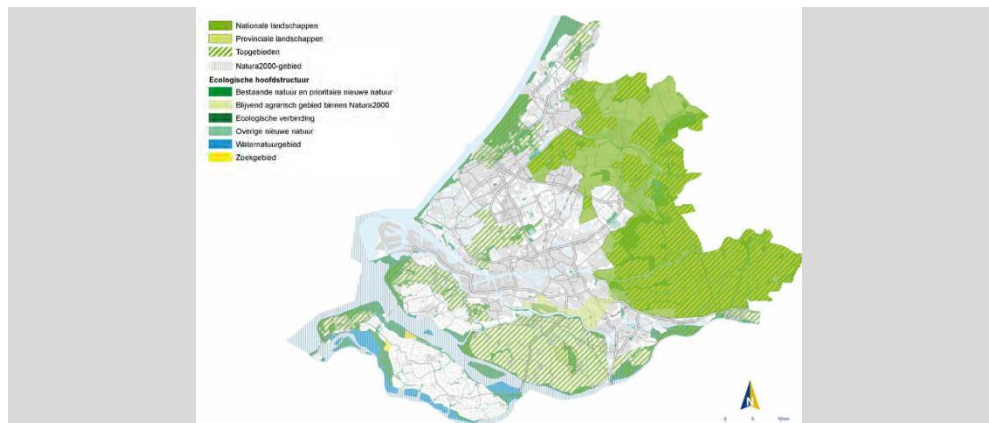 Nationale landschappen
Provinciale landschappen
Topgebieden
Natura2000-gebied
Ecologische hoofdstructuur
Bestaande natuur en prioritaire nieuwe natuur
Blijvend agrarisch gebied binnen Natura2000
Ecologische verbinding
Overige nieuwe natuur
Waternatuurgebied
Zoekgebied
N